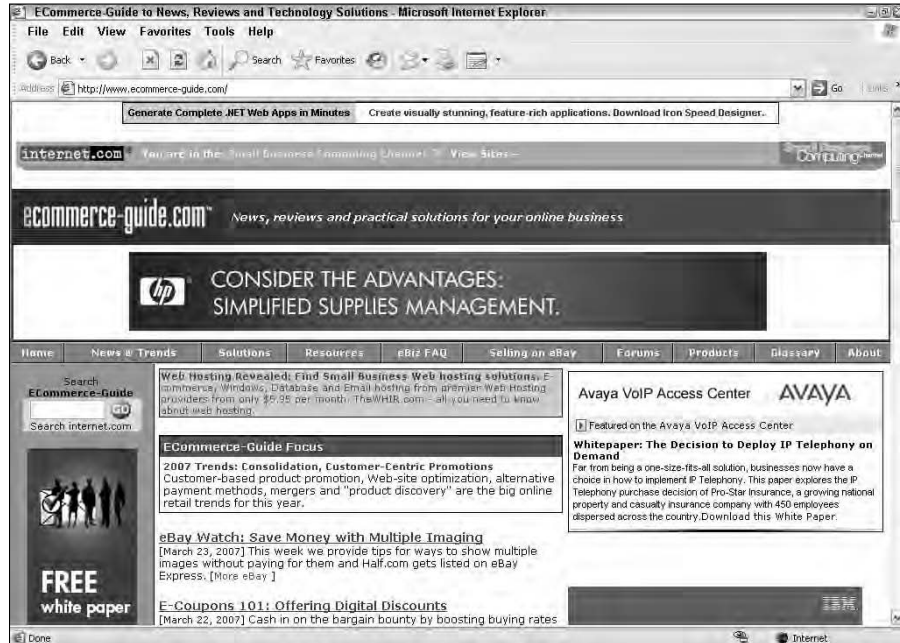 ECommerce-Guide to News, Reviews and Technology Solutions - Microsoft Internet Explorer
File Edit View Favorites Tools Help
Back Search Favorites
Address http://www.ecommerce-guide.com/ Go Links
Generate Complete .NET Web Apps in Minutes Create visually stunning, feature-rich applications. Download Iron Speed Designer.
internet.com You are in the: Small Business Computing Channel View Sites
Small Business Computing channel
ecommerce-guide.com™ News, reviews and practical solutions for your online business
hp CONSIDER THE ADVANTAGES:
SIMPLIFIED SUPPLIES MANAGEMENT.
Home News & Trends Solutions Resources eBiz FAQ Selling on eBay Forums Products Glossary About
Search
ECommerce-Guide
GO
Search internet.com
FREE
white paper
Web Hosting Revealed: Find Small Business Web hosting solutions, E-
commerce, Windows, Database and Email hosting from premier Web Hosting
providers from only $5.95 per month. TheWHIR.com - all you need to know
about web hosting.
ECommerce-Guide Focus
2007 Trends: Consolidation, Customer-Centric Promotions
Customer-based product promotion, Web-site optimization, alternative
payment methods, mergers and "product discovery" are the big online
retail trends for this year.
eBay Watch: Save Money with Multiple Imaging
[March 23, 2007] This week we provide tips for ways to show multiple
images without paying for them and Half.com gets listed on eBay
Express. [More eBay ]
E-Coupons 101: Offering Digital Discounts
[March 22, 2007] Cash in on the bargain bounty by boosting buying rates
Avaya VoIP Access Center AVAYA
Featured on the Avaya VoIP Access Center
Whitepaper: The Decision to Deploy IP Telephony on
Demand
Far from being a one-size-fits-all solution, businesses now have a
choice in how to implement IP Telephony. This paper explores the IP
Telephony purchase decision of Pro-Star Insurance, a growing national
property and casualty insurance company with 450 employees
dispersed across the country.Download this White Paper.
IBM
Done Internet